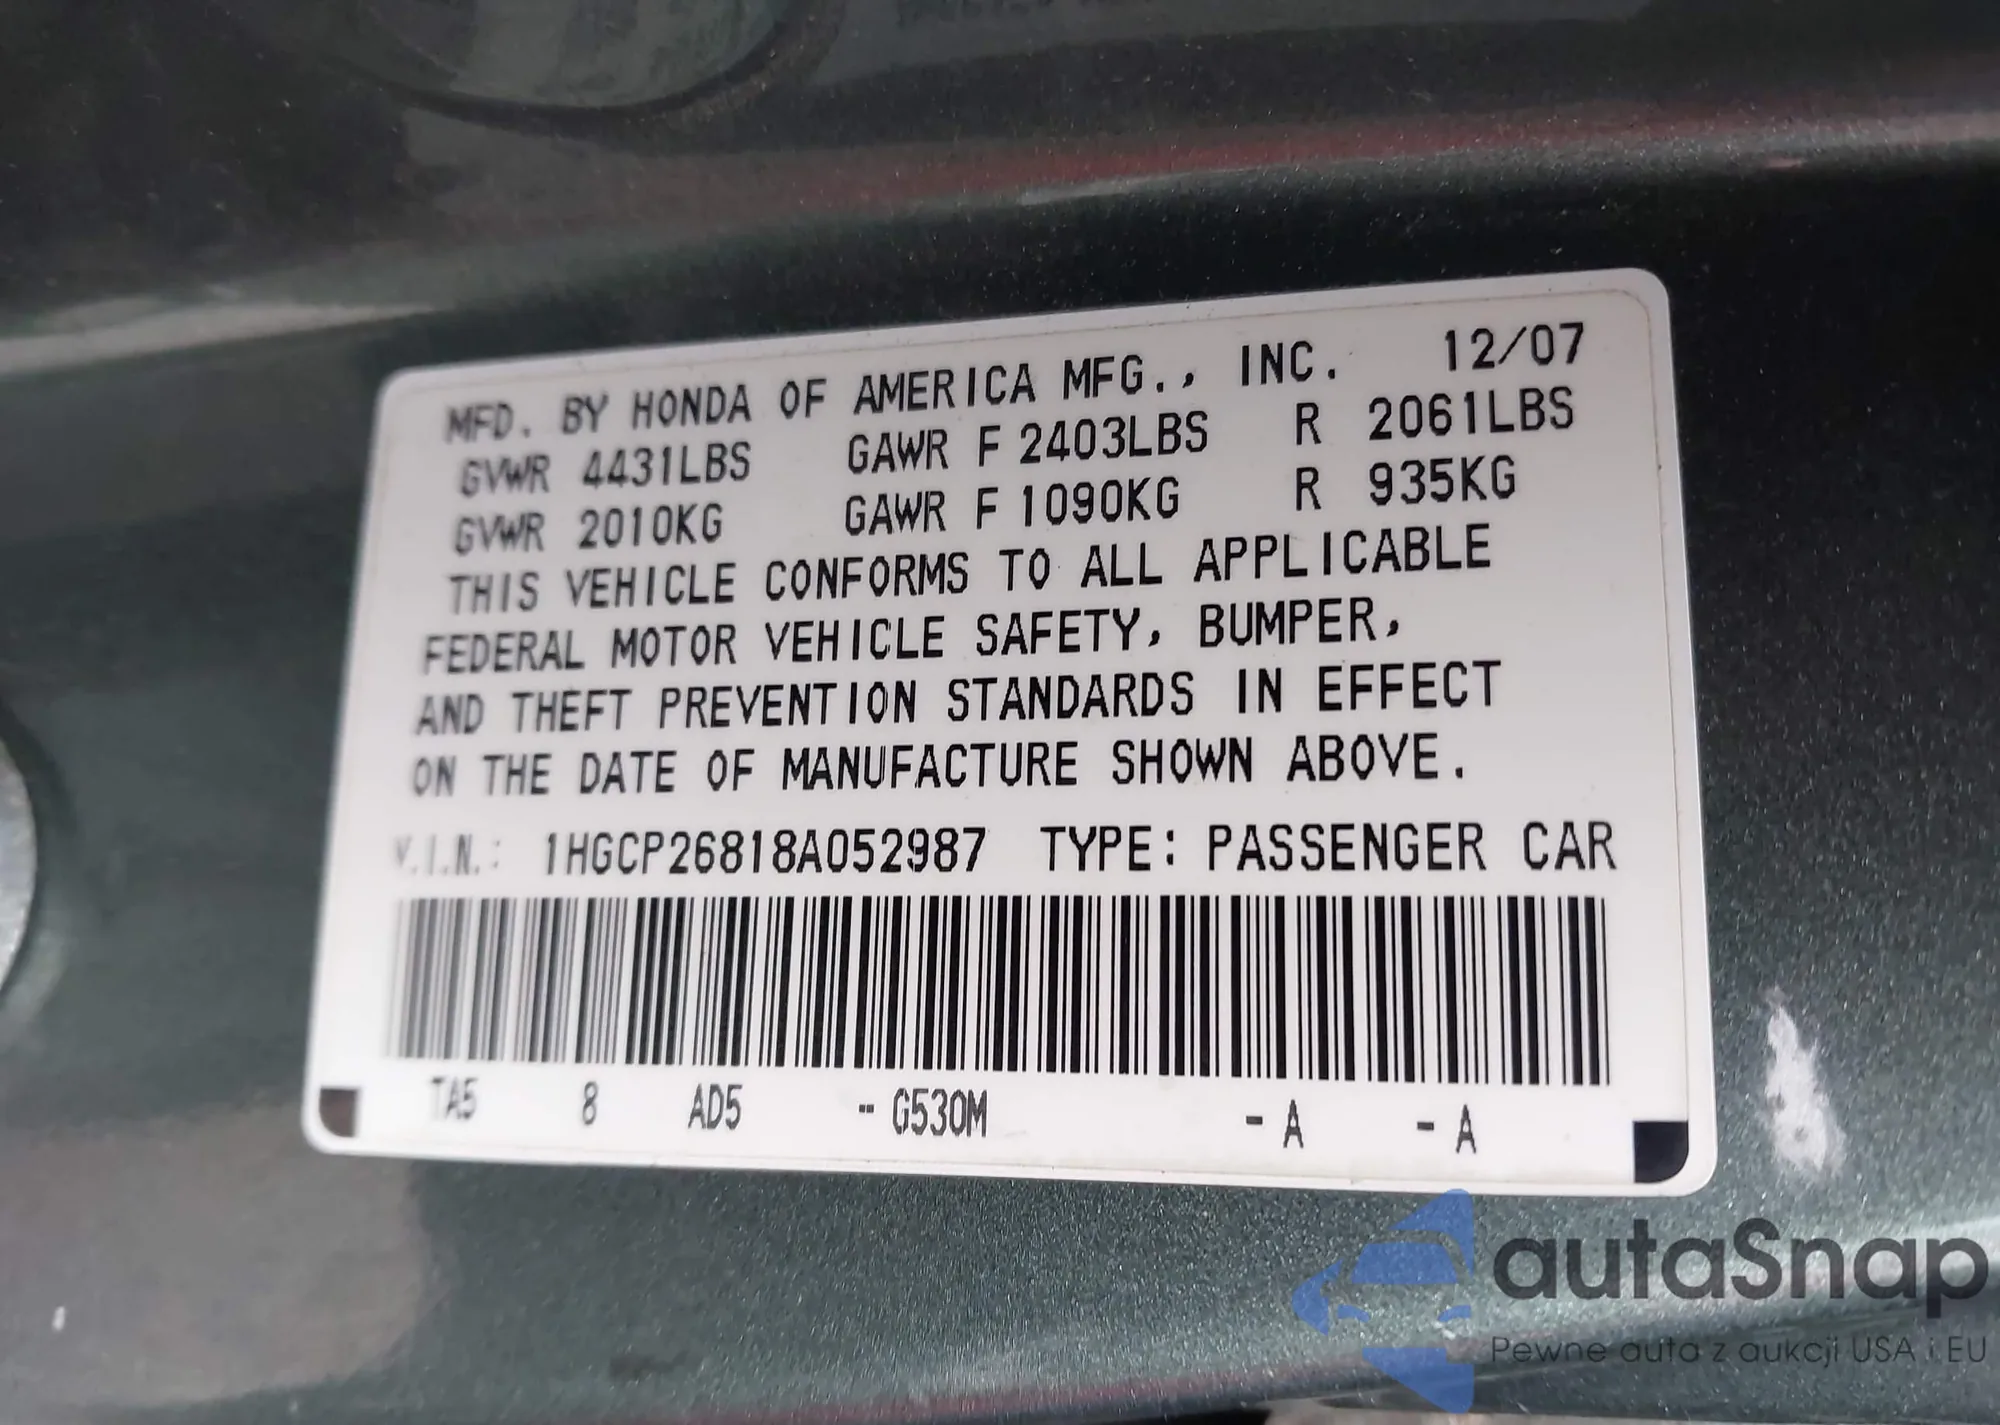 MFD. BY HONDA OF AMERICA MFG., INC. 12/07
GVWR 4431LBS GAWR F 2403LBS R 2061LBS
GVWR 2010KG GAWR F 1090KG R 935KG
THIS VEHICLE CONFORMS TO ALL APPLICABLE
FEDERAL MOTOR VEHICLE SAFETY, BUMPER,
AND THEFT PREVENTION STANDARDS IN EFFECT
ON THE DATE OF MANUFACTURE SHOWN ABOVE.
V.I.N.: 1HGCP26818A052987 TYPE: PASSENGER CAR
TA5 8 AD5 - G530M - A - A
autaSnap
Pewne auta z aukcji USA i EU